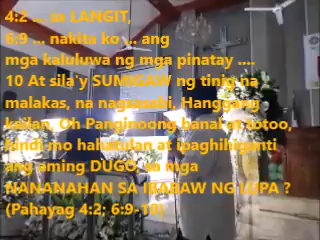 4:2 ... sa LANGIT,
6:9 ... nakita ko ... ang
mga kaluluwa ng mga pinatay ....
10 At sila'y SUMIGAW ng tinig na
malakas, na nagsasabi, Hanggang
kailan, Oh Panginoong banal at totoo,
hindi mo hahatulan at ipaghihiganti
ang aming DUGO, sa mga
NANANAHAN SA IBABAW NG LUPA ?
(Pahayag 4:2; 6:9-10)